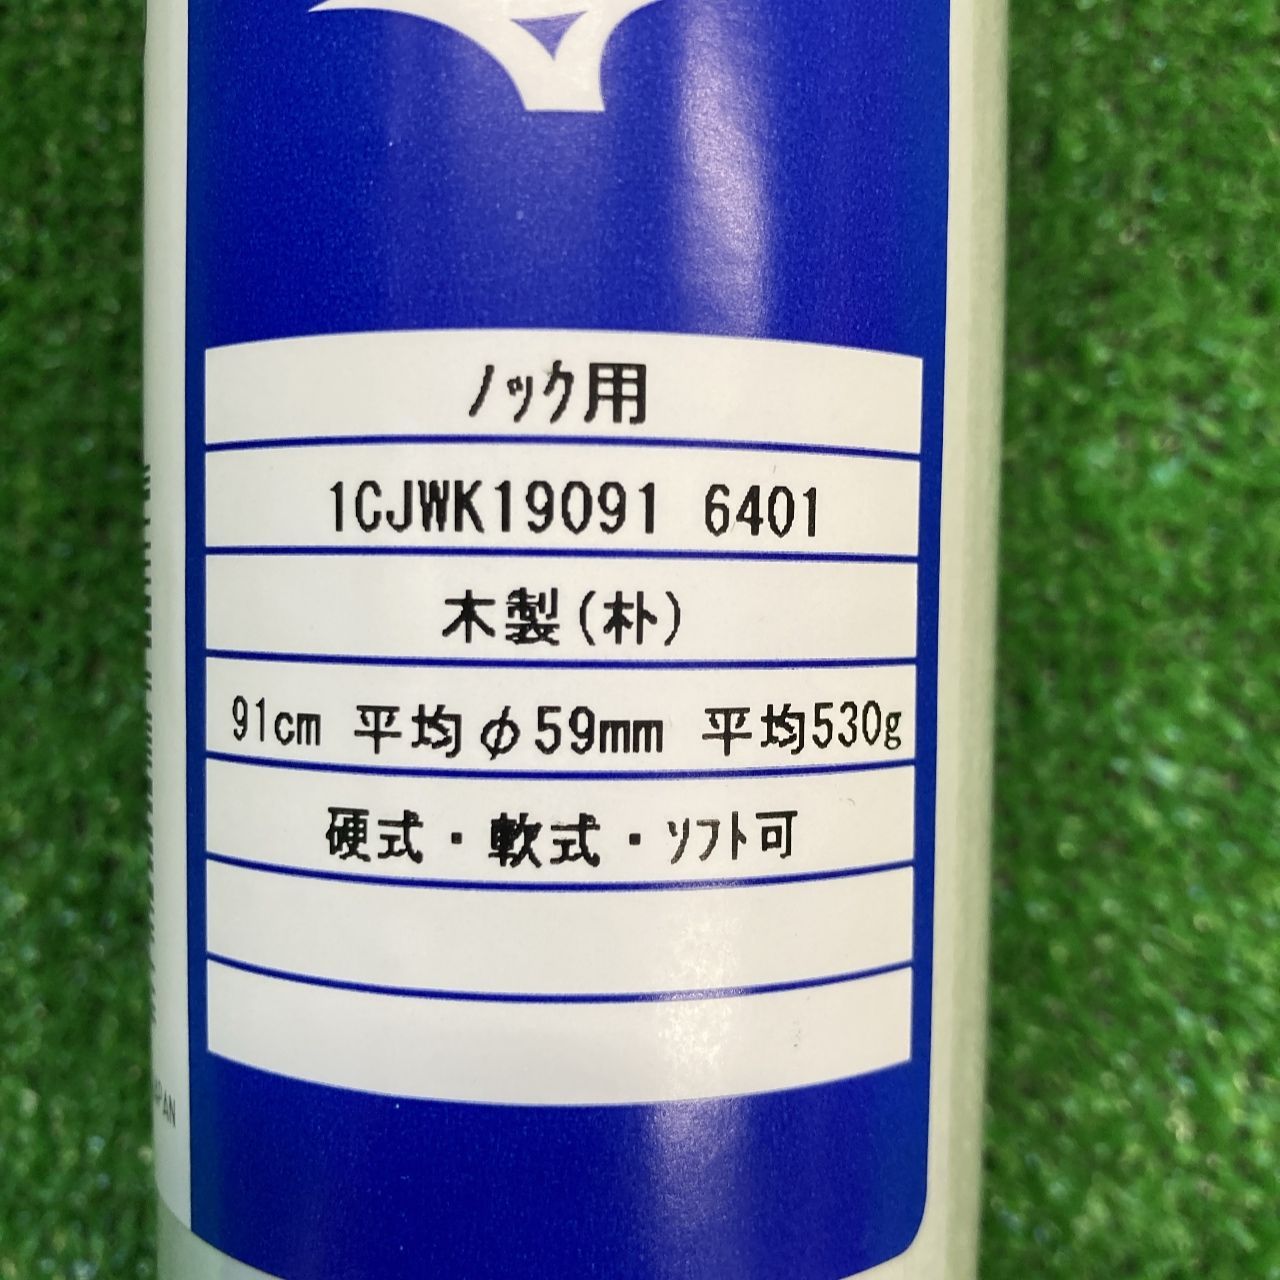 ノック用
1CJWK19091 6401
木製(朴)
91cm 平均φ59mm 平均530g
硬式・軟式・ソフト可